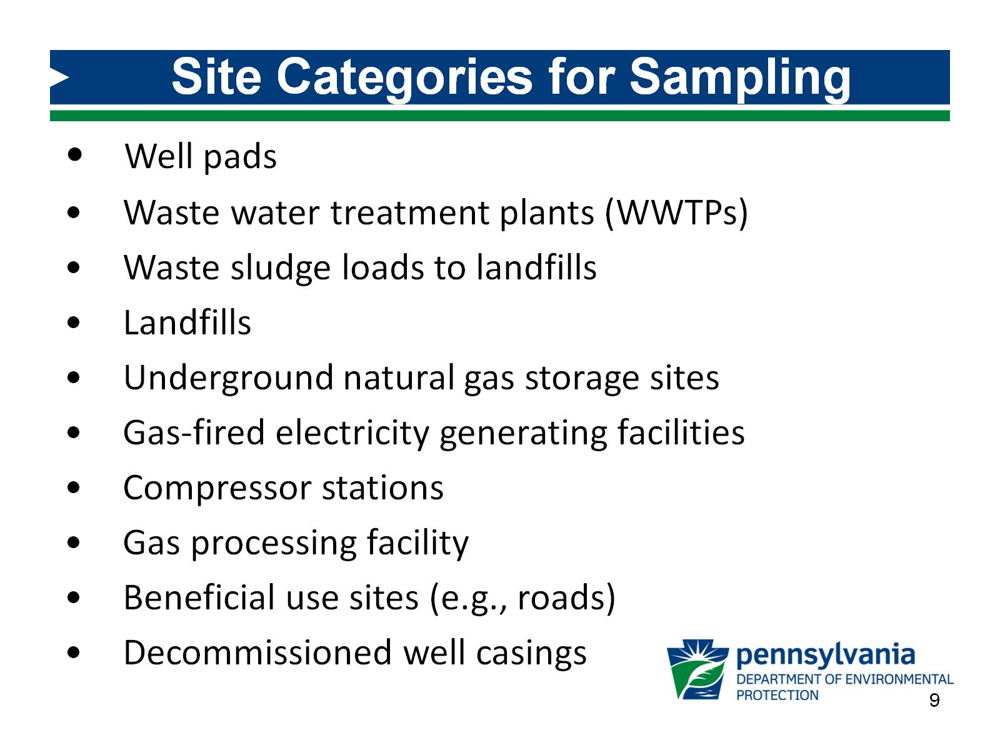 Site Categories for Sampling
• Well pads
• Waste water treatment plants (WWTPs)
• Waste sludge loads to landfills
• Landfills
• Underground natural gas storage sites
• Gas-fired electricity generating facilities
• Compressor stations
• Gas processing facility
• Beneficial use sites (e.g., roads)
• Decommissioned well casings
pennsylvania
DEPARTMENT OF ENVIRONMENTAL
PROTECTION
9